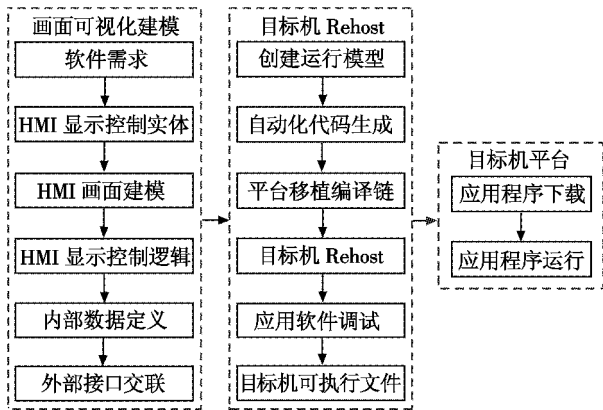 画面可视化建模
软件需求
HMI 显示控制实体
HMI 画面建模
HMI 显示控制逻辑
内部数据定义
外部接口交联
目标机 Rehost
创建运行模型
自动化代码生成
平台移植编译链
目标机 Rehost
应用软件调试
目标机可执行文件
目标机平台
应用程序下载
应用程序运行